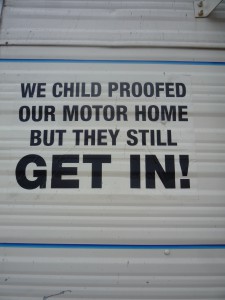 WE CHILD PROOFED
OUR MOTOR HOME
BUT THEY STILL
GET IN!